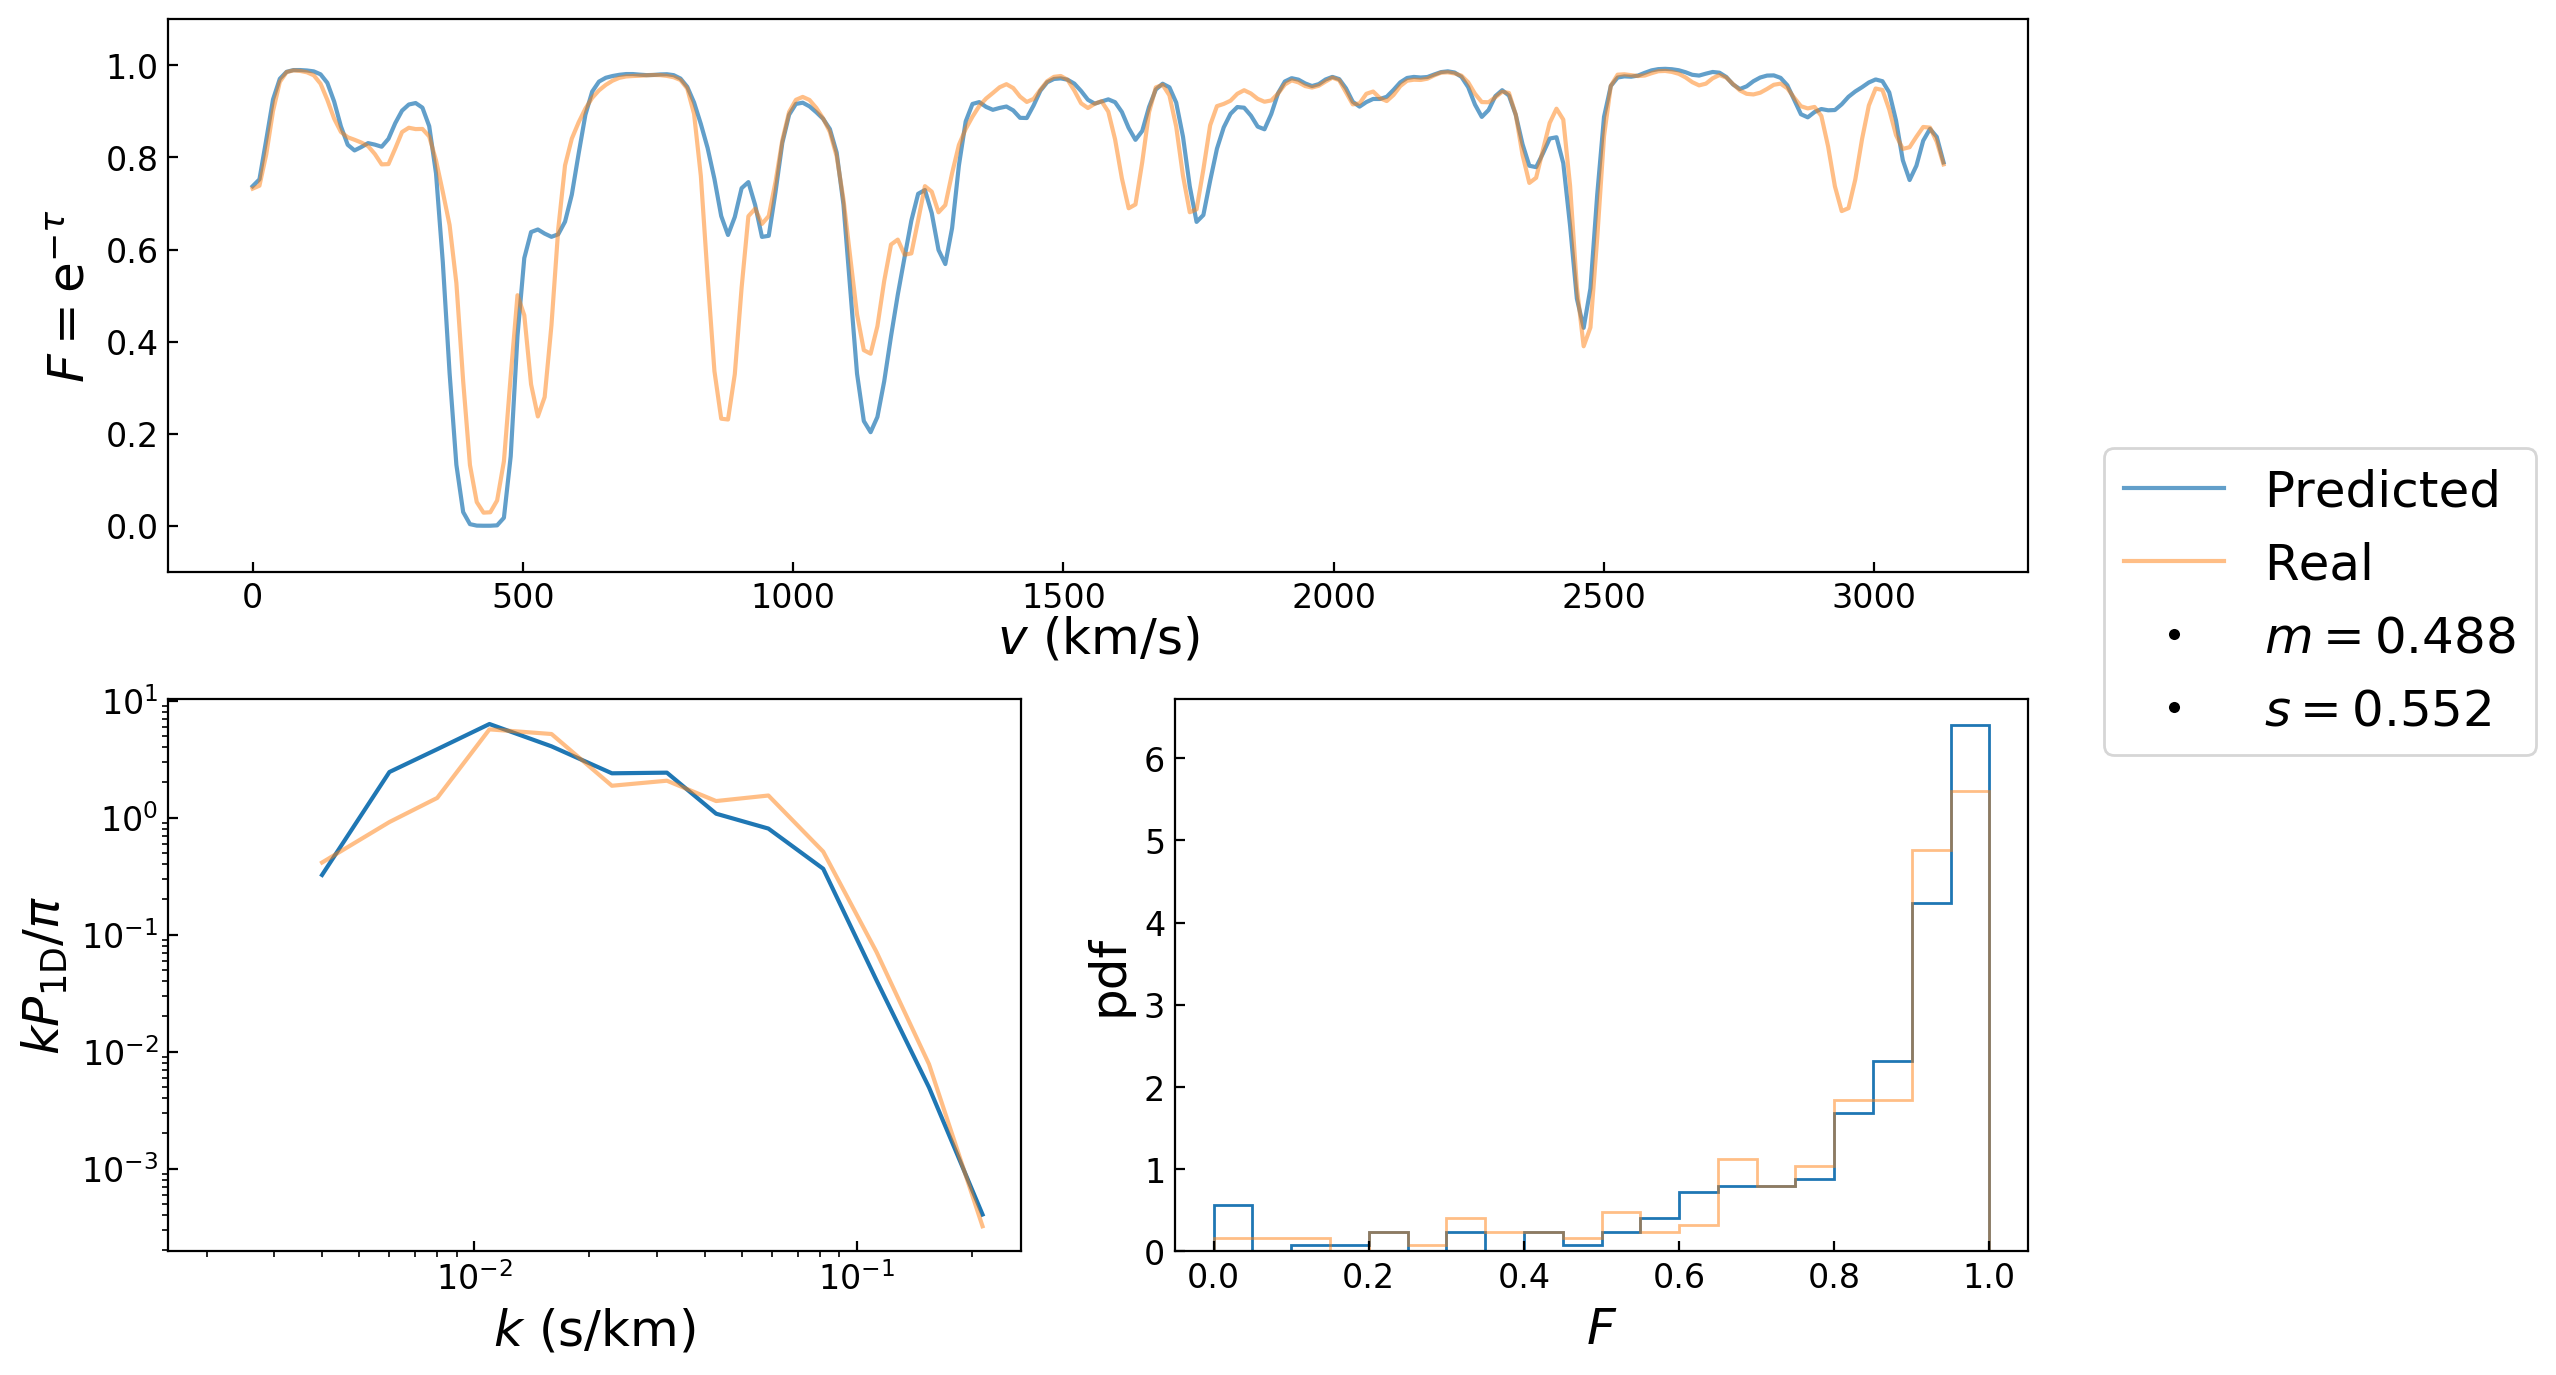 1.0
0.8
0.6
0.4
0.2
0.0
F = e^{-τ}
0 500 1000 1500 2000 2500 3000
v (km/s)
Predicted
Real
• m = 0.488
• s = 0.552
10^1
10^0
10^{-1}
10^{-2}
10^{-3}
kP_{1D}/π
10^{-2} 10^{-1}
k (s/km)
6
5
4
3
2
1
0
pdf
0.0 0.2 0.4 0.6 0.8 1.0
F